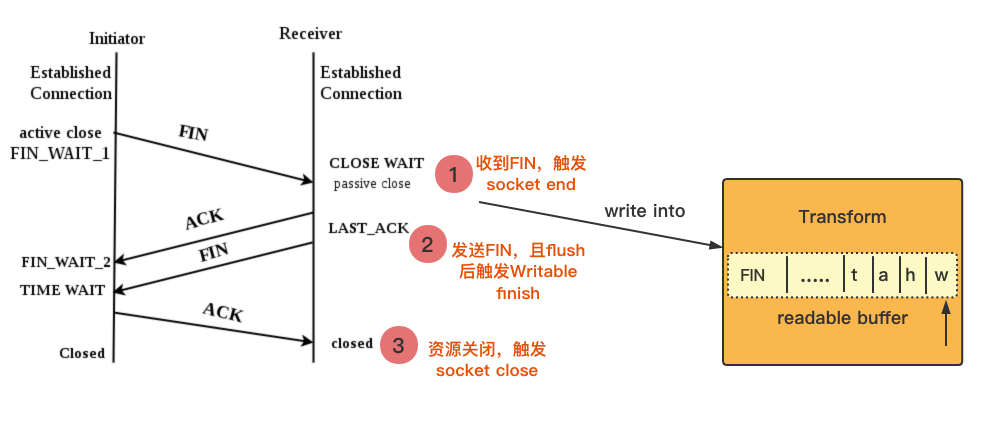 Initiator
Receiver
Established
Connection
Established
Connection
active close
FIN_WAIT_1
FIN
CLOSE WAIT
passive close
1
收到FIN，触发
socket end
write into
Transform
ACK
LAST_ACK
2
发送FIN，且flush
后触发Writable
finish
FIN
FIN_WAIT_2
TIME WAIT
FIN ..... t a h w
readable buffer
ACK
closed
3
资源关闭，触发
socket close
Closed